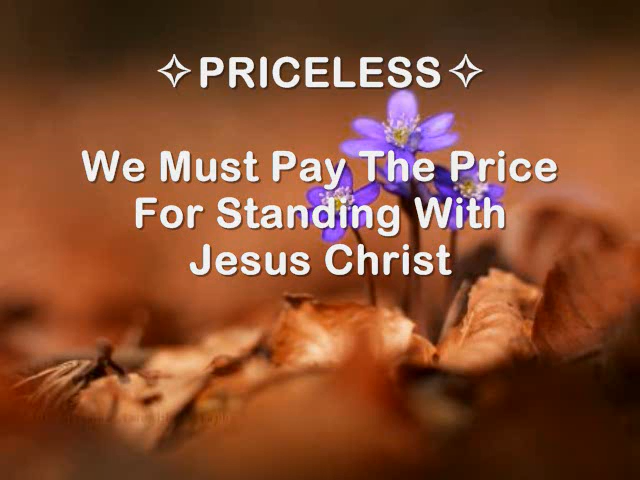 ✧PRICELESS✧
We Must Pay The Price
For Standing With
Jesus Christ